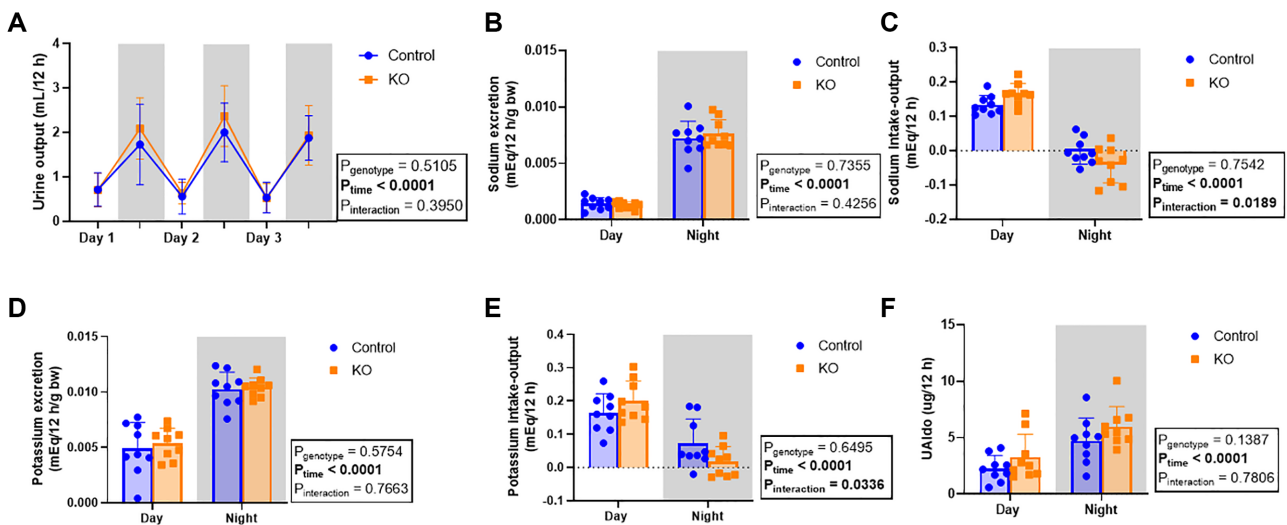 A
Urine output (mL/12 h)
4
3
2
1
0
Day 1
Day 2
Day 3
Control
KO
Pgenotype = 0.5105
Ptime < 0.0001
Pinteraction = 0.3950
B
Sodium excretion
(mEq/12 h/g bw)
0.015
0.010
0.005
0.000
Day
Night
Control
KO
Pgenotype = 0.7355
Ptime < 0.0001
Pinteraction = 0.4256
C
Sodium Intake-output
(mEq/12 h)
0.3
0.2
0.1
0.0
-0.1
-0.2
Day
Night
Control
KO
Pgenotype = 0.7542
Ptime < 0.0001
Pinteraction = 0.0189
D
Potassium excretion
(mEq/12 h/g bw)
0.015
0.010
0.005
0.000
Day
Night
Control
KO
Pgenotype = 0.5754
Ptime < 0.0001
Pinteraction = 0.7663
E
Potassium Intake-output
(mEq/12 h)
0.4
0.3
0.2
0.1
0.0
-0.1
Day
Night
Control
KO
Pgenotype = 0.6495
Ptime < 0.0001
Pinteraction = 0.0336
F
UAldo (ug/12 h)
15
10
5
0
Day
Night
Control
KO
Pgenotype = 0.1387
Ptime < 0.0001
Pinteraction = 0.7806